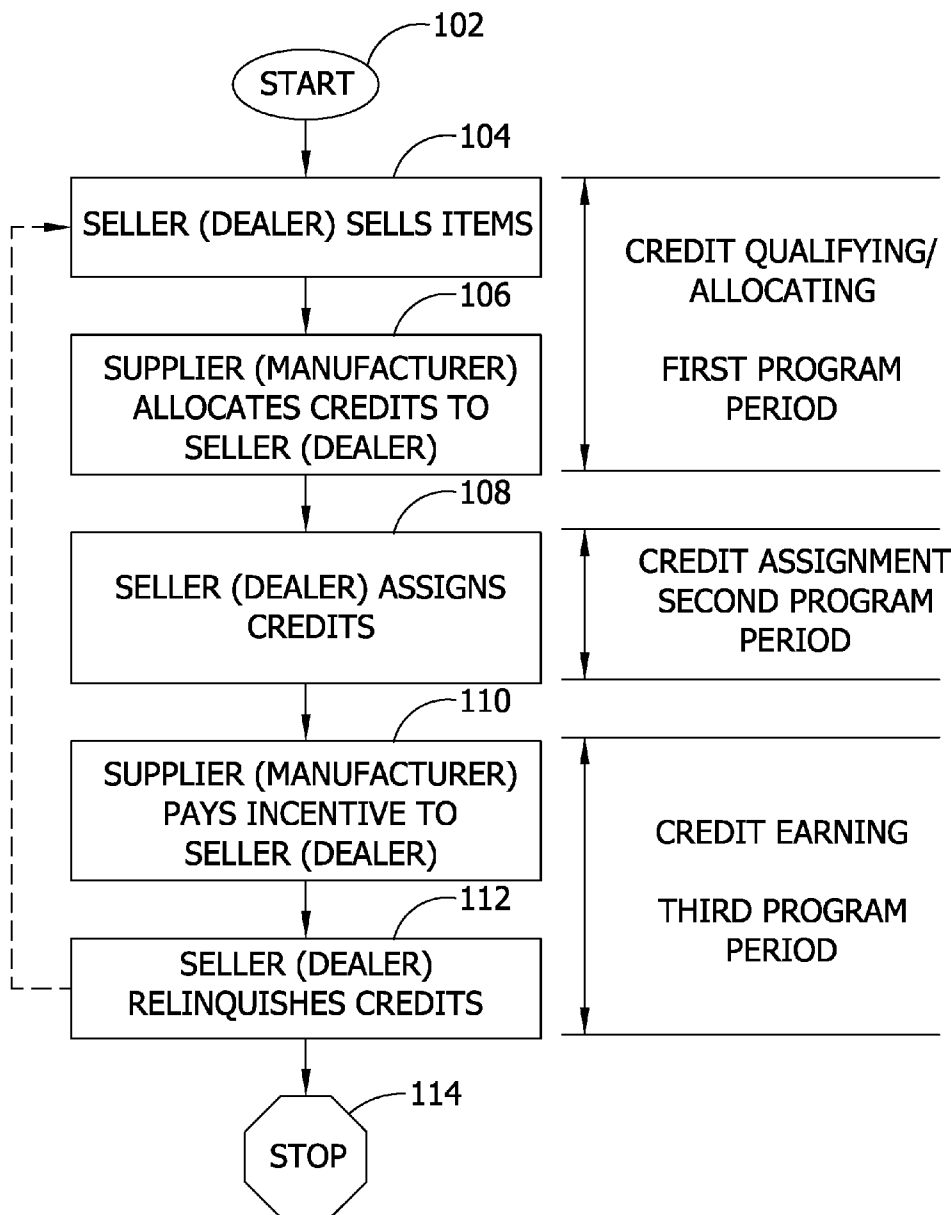 102
START
104
SELLER (DEALER) SELLS ITEMS
CREDIT QUALIFYING/
ALLOCATING
FIRST PROGRAM
PERIOD
106
SUPPLIER (MANUFACTURER)
ALLOCATES CREDITS TO
SELLER (DEALER)
108
SELLER (DEALER) ASSIGNS
CREDITS
CREDIT ASSIGNMENT
SECOND PROGRAM
PERIOD
110
SUPPLIER (MANUFACTURER)
PAYS INCENTIVE TO
SELLER (DEALER)
CREDIT EARNING
THIRD PROGRAM
PERIOD
112
SELLER (DEALER)
RELINQUISHES CREDITS
114
STOP